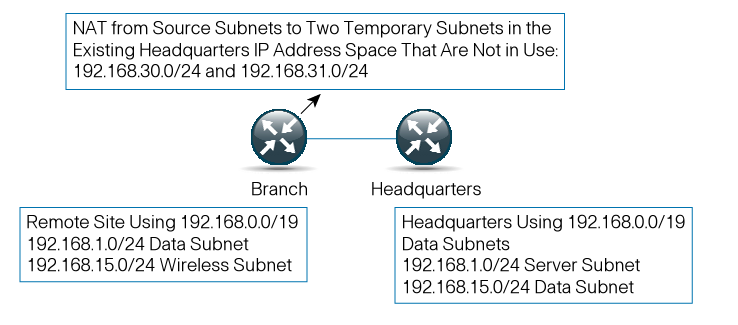 NAT from Source Subnets to Two Temporary Subnets in the
Existing Headquarters IP Address Space That Are Not in Use:
192.168.30.0/24 and 192.168.31.0/24
Branch
Headquarters
Remote Site Using 192.168.0.0/19
192.168.1.0/24 Data Subnet
192.168.15.0/24 Wireless Subnet
Headquarters Using 192.168.0.0/19
Data Subnets
192.168.1.0/24 Server Subnet
192.168.15.0/24 Data Subnet